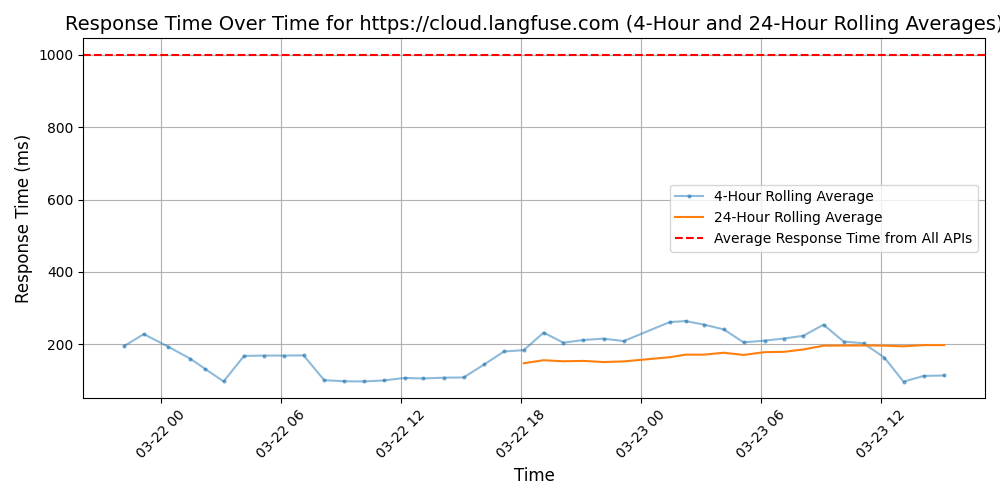 Response Time Over Time for https://cloud.langfuse.com (4-Hour and 24-Hour Rolling Averages)
Response Time (ms)
1000
800
600
400
200
4-Hour Rolling Average
24-Hour Rolling Average
Average Response Time from All APIs
03-22 00
03-22 06
03-22 12
03-22 18
03-23 00
03-23 06
03-23 12
Time